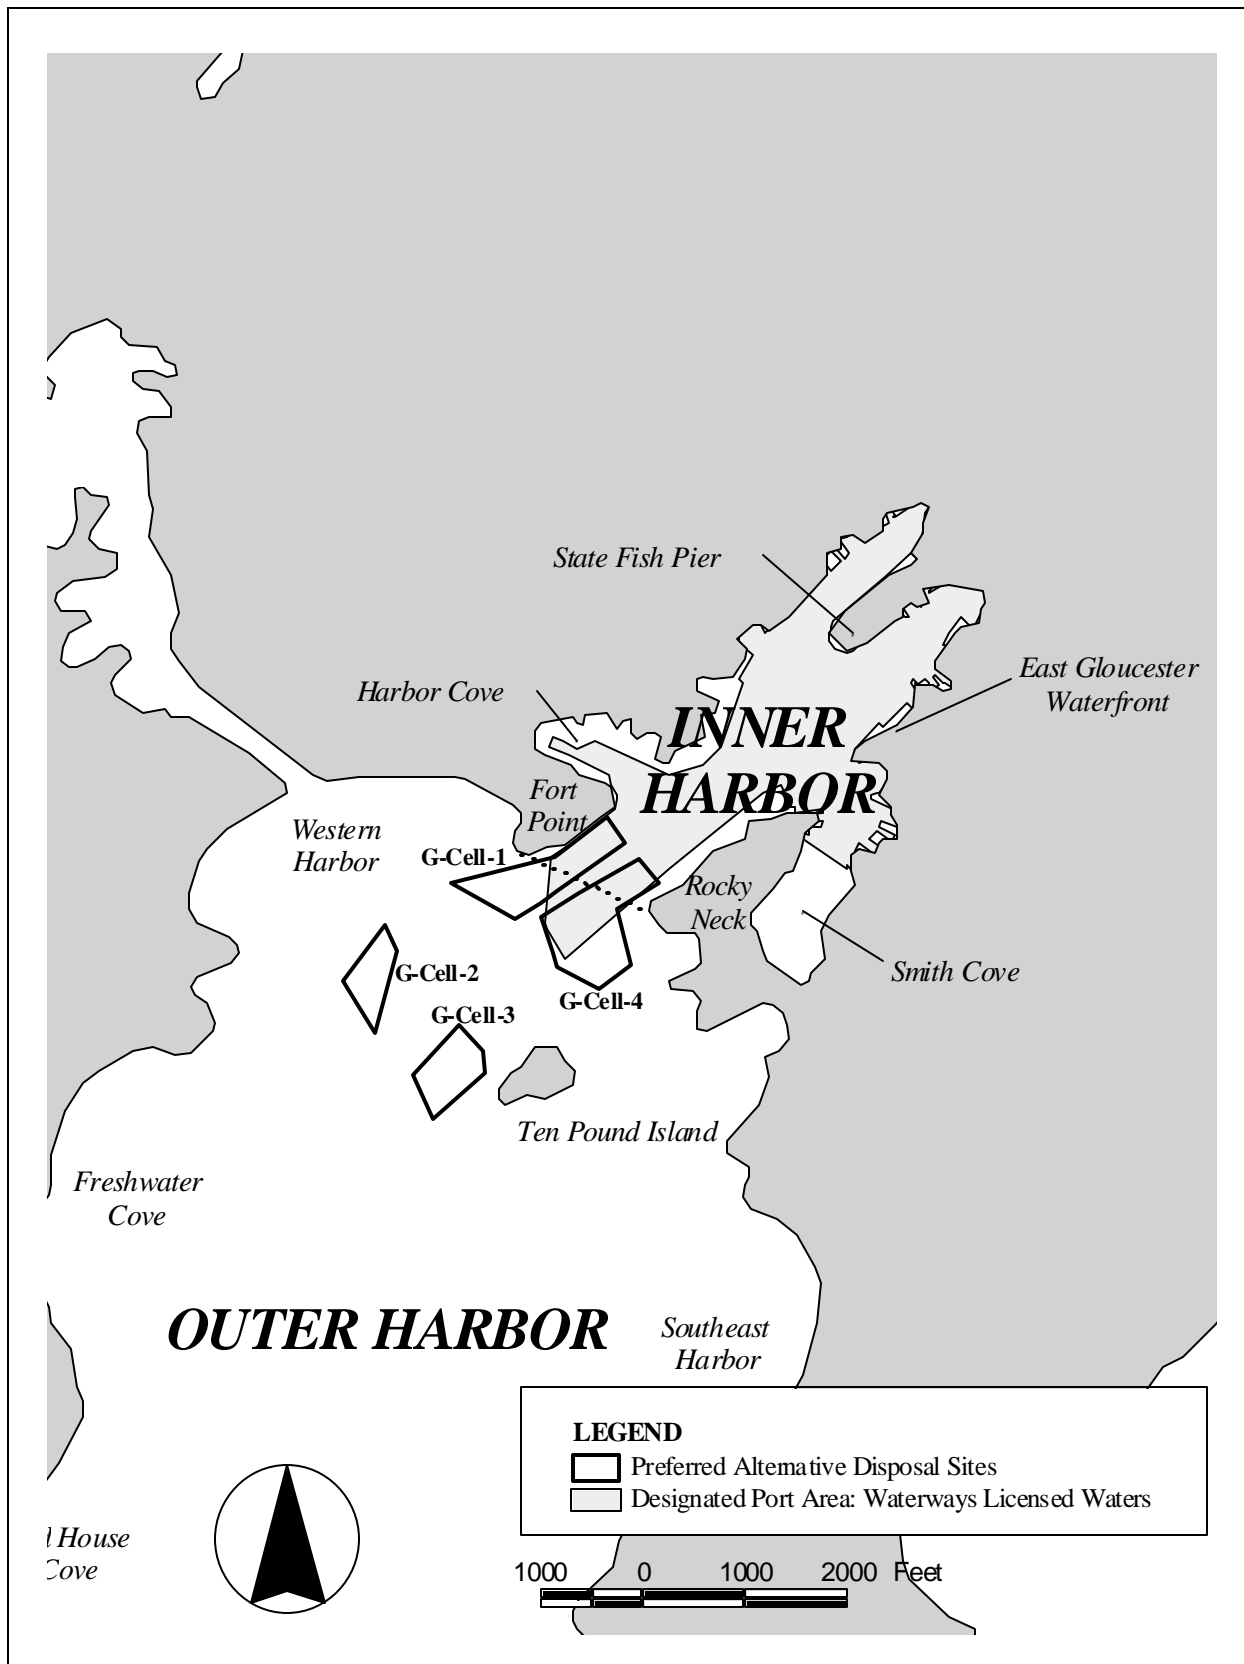 State Fish Pier
East Gloucester
Waterfront
Harbor Cove
INNER
HARBOR
Fort
Point
Western
Harbor
G-Cell-1
Rocky
Neck
Smith Cove
G-Cell-2
G-Cell-4
G-Cell-3
Ten Pound Island
Freshwater
Cove
OUTER HARBOR
Southeast
Harbor
LEGEND
Preferred Alternative Disposal Sites
Designated Port Area: Waterways Licensed Waters
House
Cove
1000 0 1000 2000 Feet